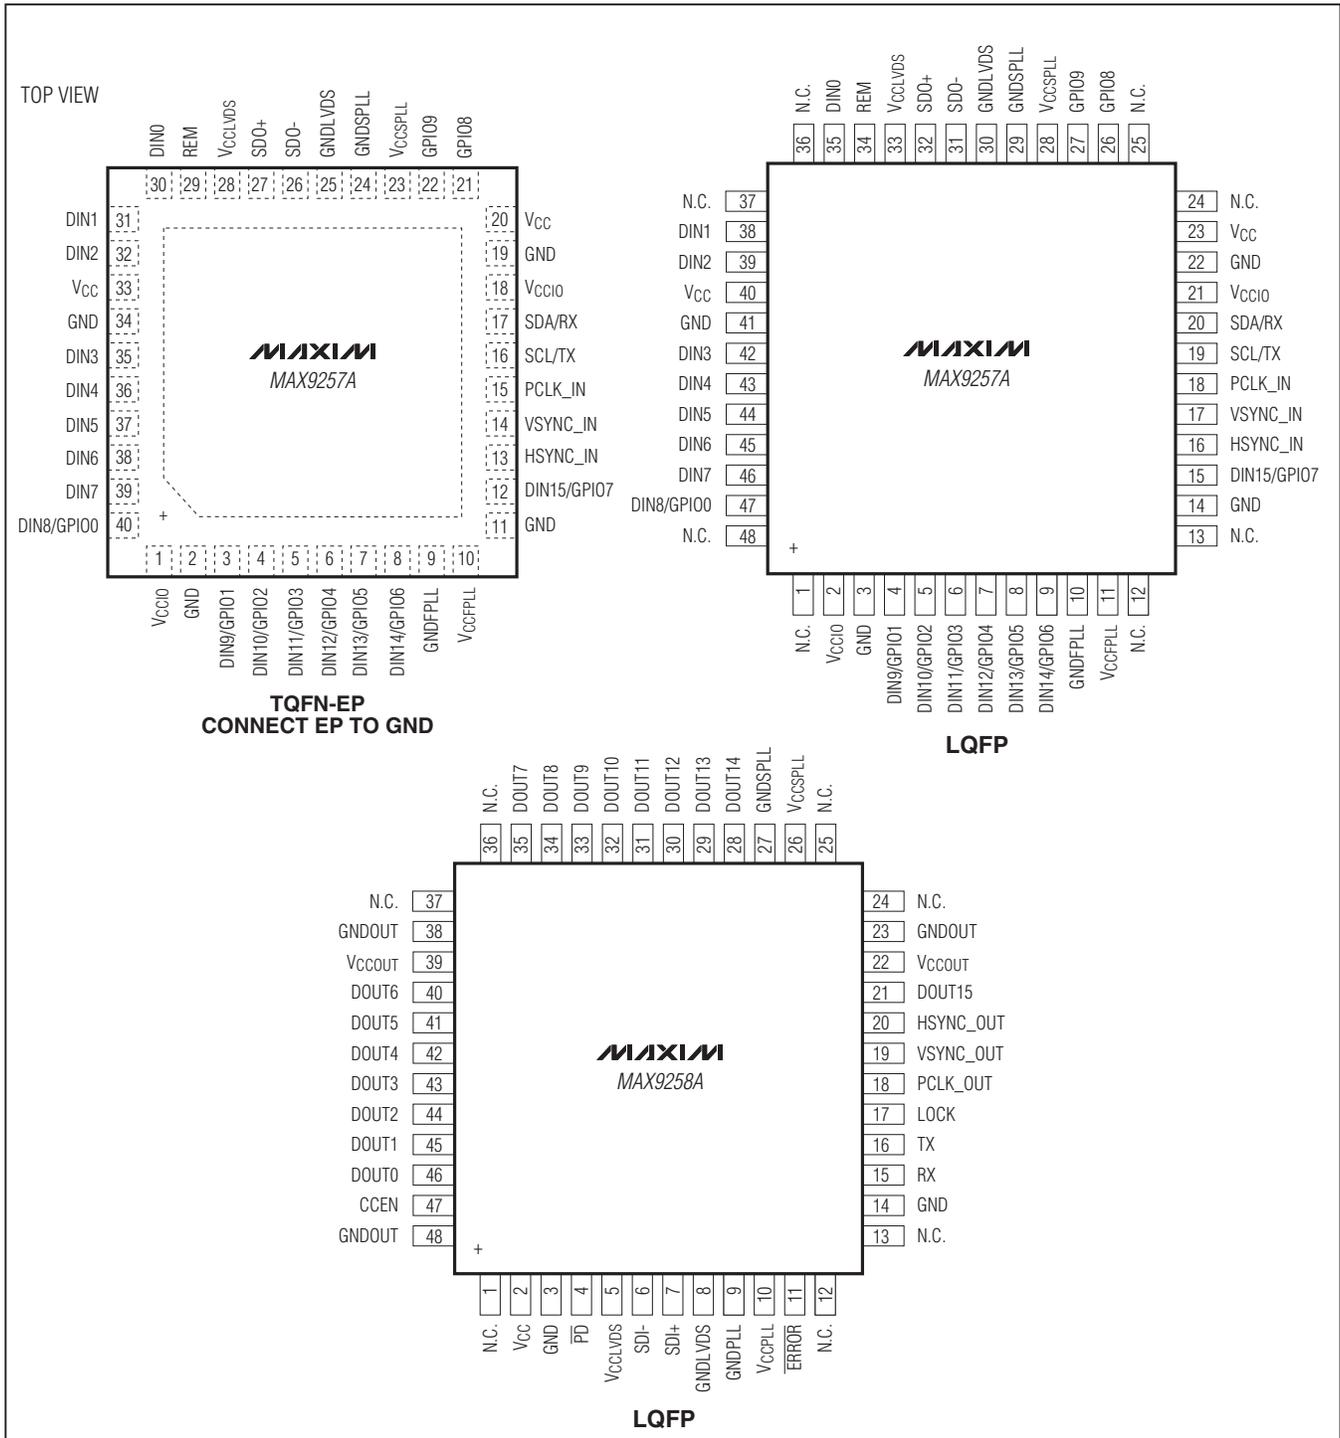 TOP VIEW
DIN0
REM
VCCLVDS
SDO+
SDO-
GNDLVDS
GNDSPLL
VCCSPLL
GPIO9
GPIO8
30 29 28 27 26 25 24 23 22 21
DIN1 31
DIN2 32
VCC 33
GND 34
DIN3 35
DIN4 36
DIN5 37
DIN6 38
DIN7 39
DIN8/GPIO0 40
20 VCC
19 GND
18 VCCIO
17 SDA/RX
16 SCL/TX
15 PCLK_IN
14 VSYNC_IN
13 HSYNC_IN
12 DIN15/GPIO7
11 GND
MAXIM
MAX9257A
+
1 2 3 4 5 6 7 8 9 10
VCCIO
GND
DIN9/GPIO1
DIN10/GPIO2
DIN11/GPIO3
DIN12/GPIO4
DIN13/GPIO5
DIN14/GPIO6
GNDFPLL
VCCFPLL
TQFN-EP
CONNECT EP TO GND
N.C.
DIN0
REM
VCCLVDS
SDO+
SDO-
GNDLVDS
GNDSPLL
VCCSPLL
GPIO9
GPIO8
N.C.
36 35 34 33 32 31 30 29 28 27 26 25
N.C. 37
DIN1 38
DIN2 39
VCC 40
GND 41
DIN3 42
DIN4 43
DIN5 44
DIN6 45
DIN7 46
DIN8/GPIO0 47
N.C. 48
24 N.C.
23 VCC
22 GND
21 VCCIO
20 SDA/RX
19 SCL/TX
18 PCLK_IN
17 VSYNC_IN
16 HSYNC_IN
15 DIN15/GPIO7
14 GND
13 N.C.
MAXIM
MAX9257A
+
1 2 3 4 5 6 7 8 9 10 11 12
N.C.
VCCIO
GND
DIN9/GPIO1
DIN10/GPIO2
DIN11/GPIO3
DIN12/GPIO4
DIN13/GPIO5
DIN14/GPIO6
GNDFPLL
VCCFPLL
N.C.
LQFP
N.C.
DOUT7
DOUT8
DOUT9
DOUT10
DOUT11
DOUT12
DOUT13
DOUT14
GNDSPLL
VCCSPLL
N.C.
36 35 34 33 32 31 30 29 28 27 26 25
N.C. 37
GNDOUT 38
VCCOUT 39
DOUT6 40
DOUT5 41
DOUT4 42
DOUT3 43
DOUT2 44
DOUT1 45
DOUT0 46
CCEN 47
GNDOUT 48
24 N.C.
23 GNDOUT
22 VCCOUT
21 DOUT15
20 HSYNC_OUT
19 VSYNC_OUT
18 PCLK_OUT
17 LOCK
16 TX
15 RX
14 GND
13 N.C.
MAXIM
MAX9258A
+
1 2 3 4 5 6 7 8 9 10 11 12
N.C.
VCC
GND
PD
VCCLVDS
SDI-
SDI+
GNDLVDS
GNDPLL
VCCPLL
ERROR
N.C.
LQFP